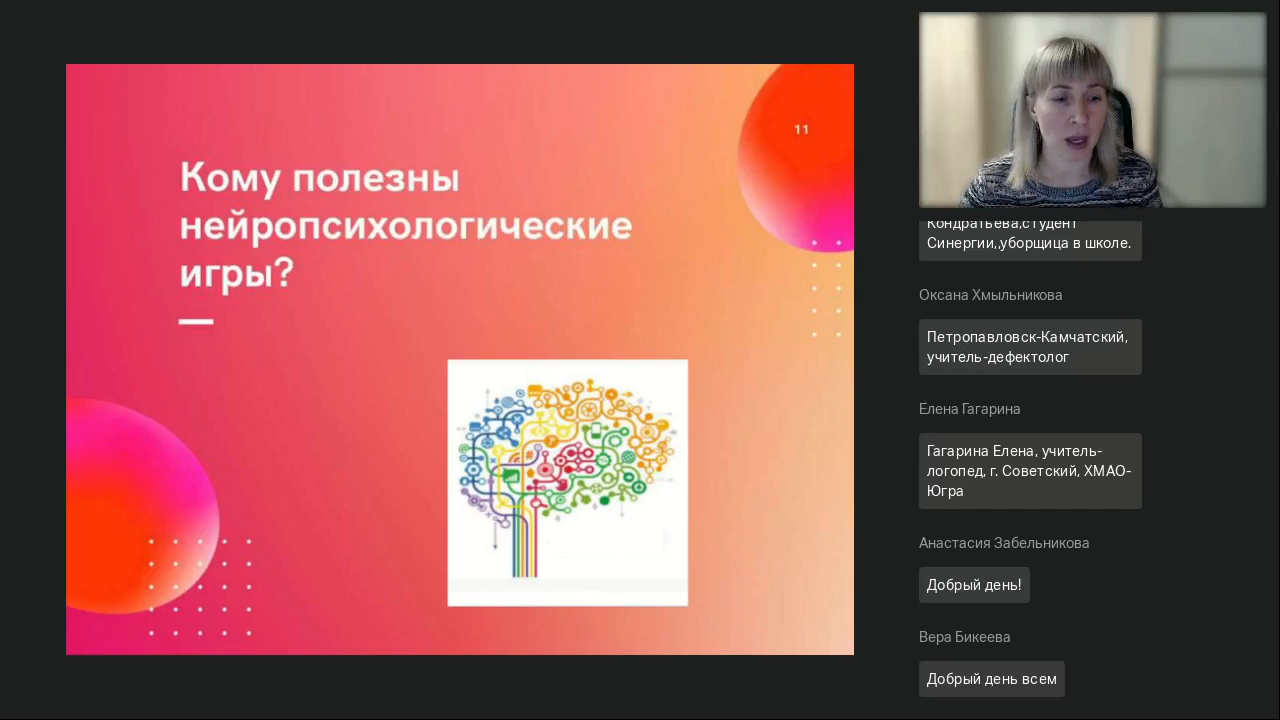 11
Кому полезны
нейропсихологические
игры?
Кондратьева,студент
Синергии,,уборщица в школе.
Оксана Хмыльникова
Петропавловск-Камчатский,
учитель-дефектолог
Елена Гагарина
Гагарина Елена, учитель-
логопед, г. Советский, ХМАО-
Югра
Анастасия Забельникова
Добрый день!
Вера Бикеева
Добрый день всем